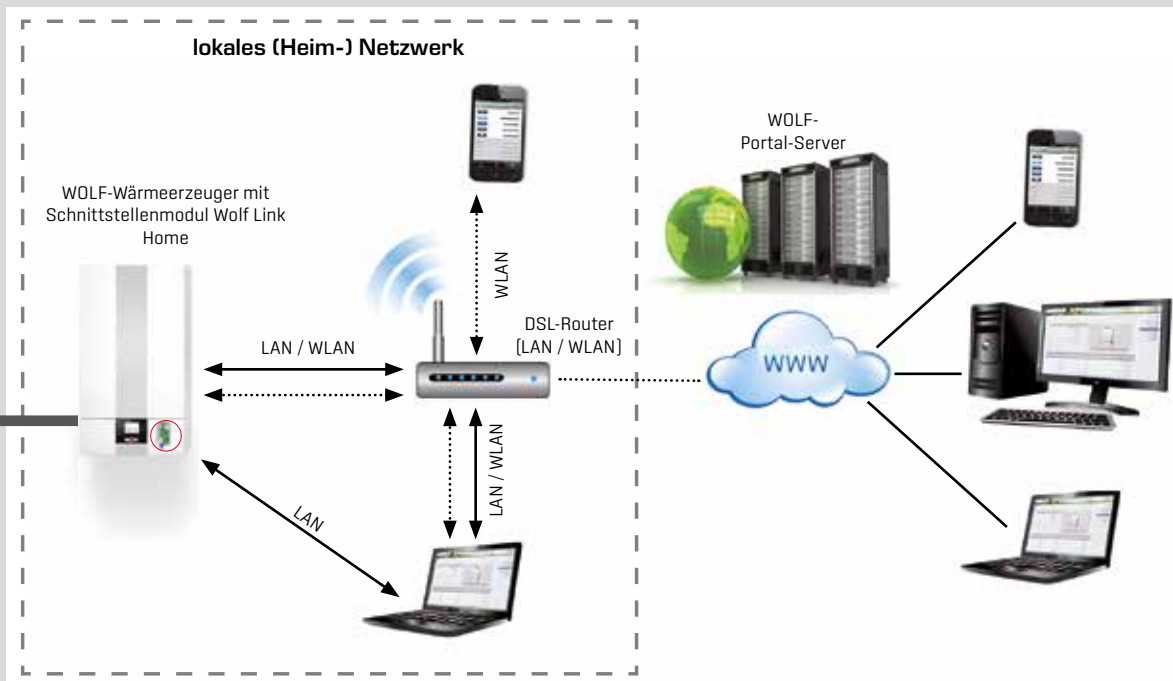 lokales (Heim-) Netzwerk
WOLF-
Portal-Server
WOLF-Wärmeerzeuger mit
Schnittstellenmodul Wolf Link
Home
WLAN
DSL-Router
(LAN / WLAN)
LAN / WLAN
WWW
LAN / WLAN
LAN